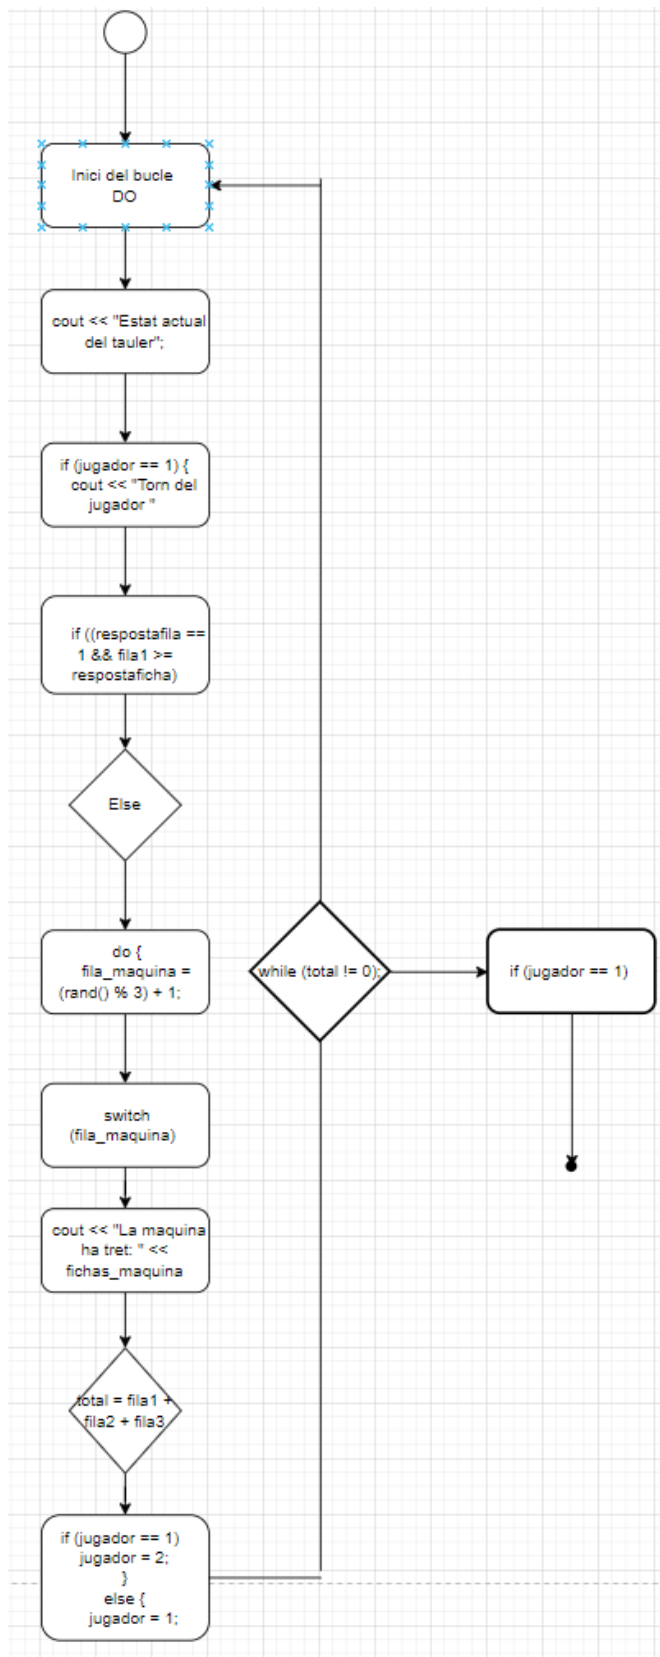 Inici del bucle
DO
cout << "Estat actual
del tauler";
if (jugador == 1) {
cout << "Torn del
jugador "
if ((respostafila ==
1 && fila1 >=
respostaficha)
Else
do {
fila_maquina =
(rand() % 3) + 1;
while (total != 0);
if (jugador == 1)
switch
(fila_maquina)
cout << "La maquina
ha tret: " <<
fichas_maquina
total = fila1 +
fila2 + fila3
if (jugador == 1)
jugador = 2;
}
else {
jugador = 1;